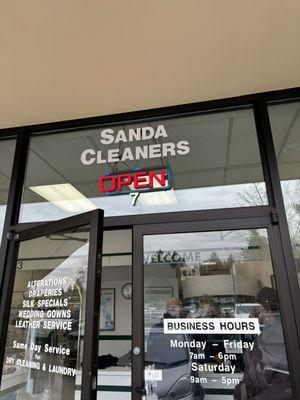 SANDA
CLEANERS
OPEN
7
ALTERATIONS
DRAPERIES
SILK SPECIALS
WEDDING GOWNS
LEATHER SERVICE
Same Day Service
for
DRY CLEANING & LAUNDRY
WELCOME
BUSINESS HOURS
Monday - Friday
7am - 6pm
Saturday
9am - 5pm